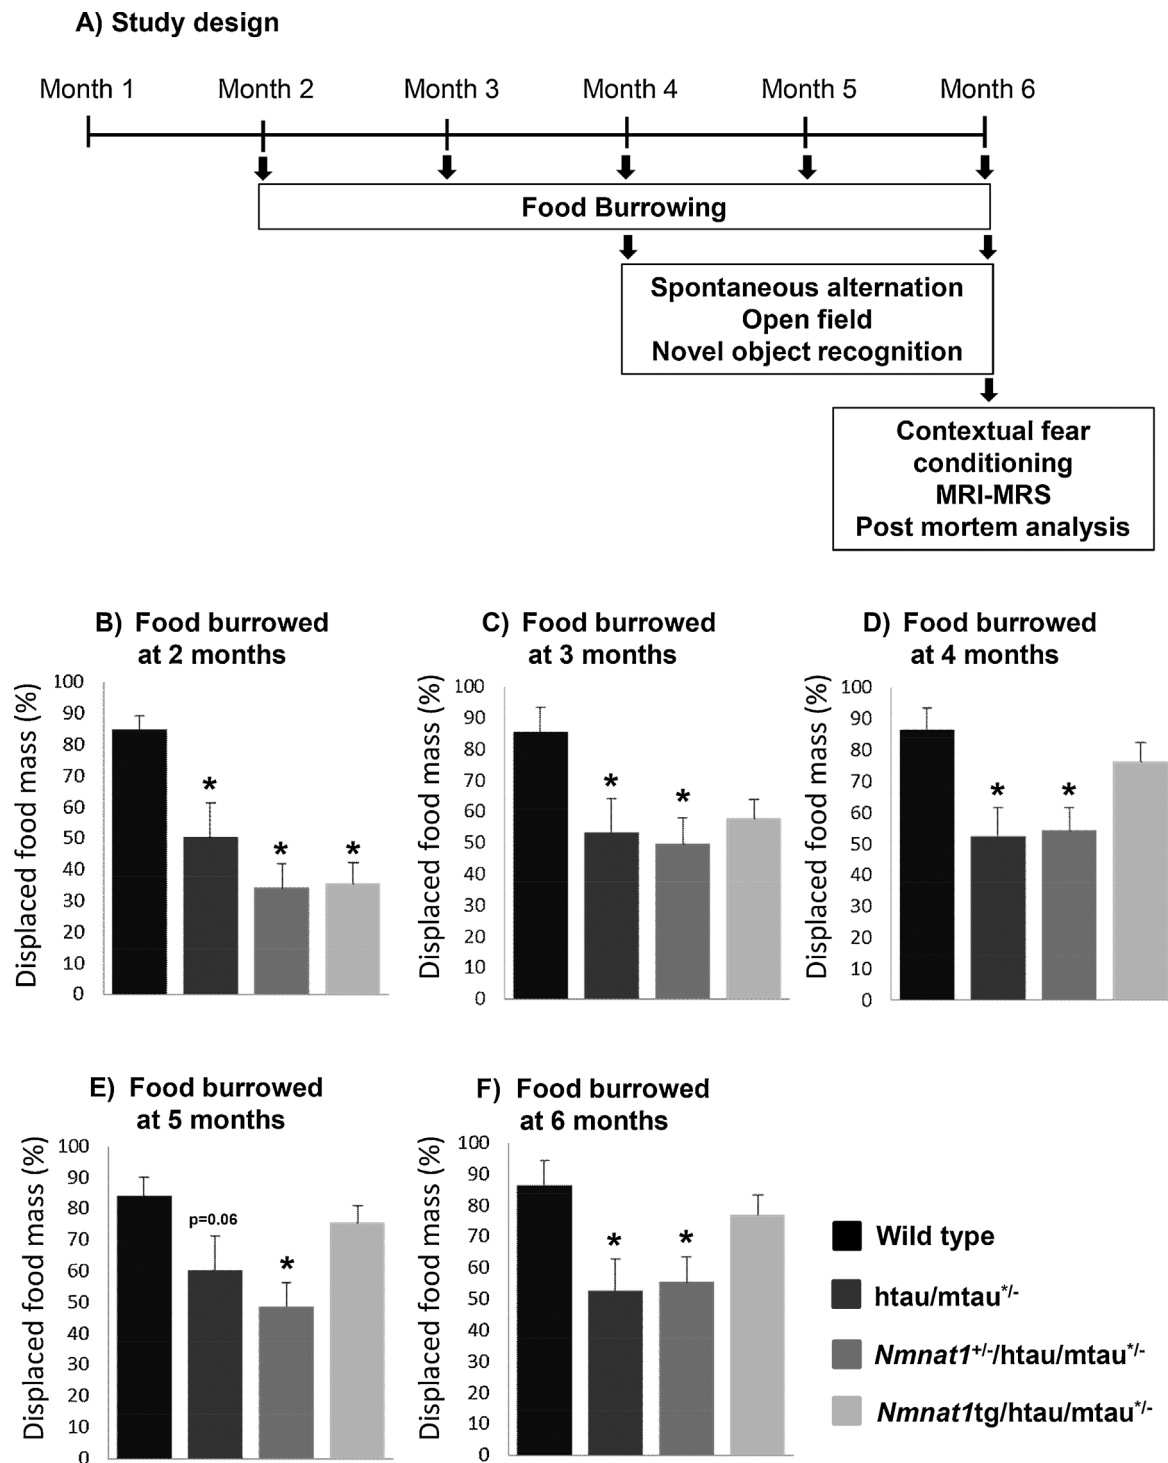 A) Study design
Month 1 Month 2 Month 3 Month 4 Month 5 Month 6
Food Burrowing
Spontaneous alternation
Open field
Novel object recognition
Contextual fear
conditioning
MRI-MRS
Post mortem analysis
B) Food burrowed
at 2 months
Displaced food mass (%)
100
90
80
70
60
50
40
30
20
10
0
*
*
*
C) Food burrowed
at 3 months
Displaced food mass (%)
100
90
80
70
60
50
40
30
20
10
0
*
*
D) Food burrowed
at 4 months
Displaced food mass (%)
100
90
80
70
60
50
40
30
20
10
0
*
*
E) Food burrowed
at 5 months
Displaced food mass (%)
100
90
80
70
60
50
40
30
20
10
0
p=0.06
*
F) Food burrowed
at 6 months
Displaced food mass (%)
100
90
80
70
60
50
40
30
20
10
0
*
*
Wild type
htau/mtau*/-
Nmnat1+/-/htau/mtau*/-
Nmnat1tg/htau/mtau*/-